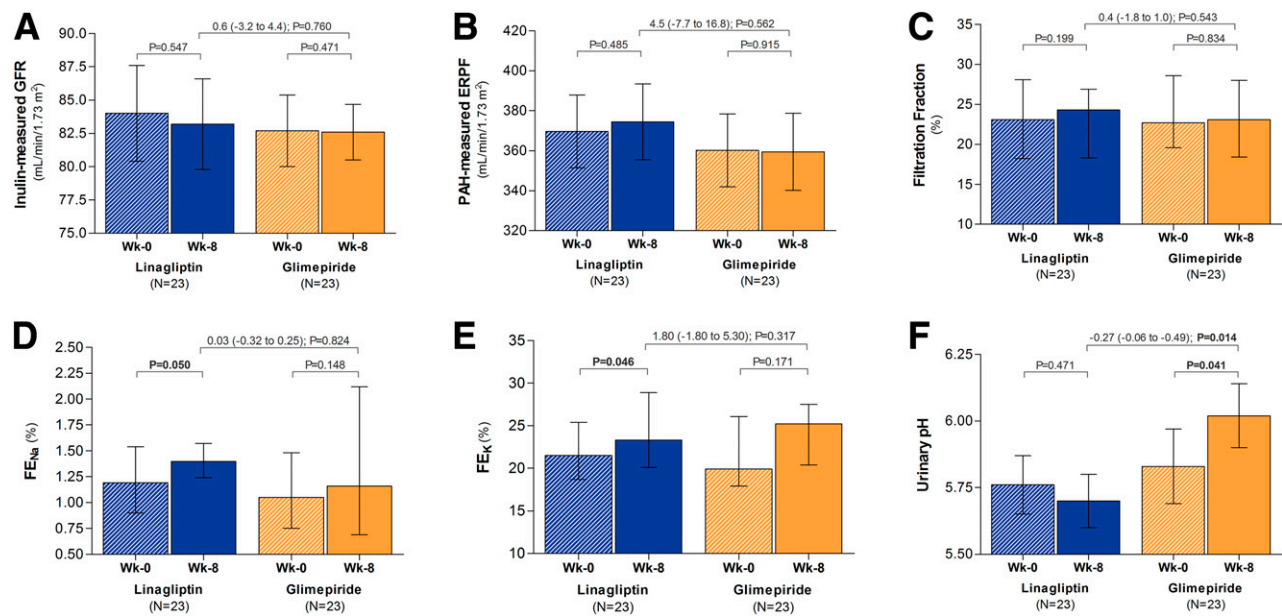 A
Inulin-measured GFR
(mL/min/1.73 m²)
90.0
87.5
85.0
82.5
80.0
77.5
75.0
0.6 (-3.2 to 4.4); P=0.760
P=0.547
P=0.471
Wk-0 Wk-8 Wk-0 Wk-8
Linagliptin Glimepiride
(N=23) (N=23)
B
PAH-measured ERPF
(mL/min/1.73 m²)
420
400
380
360
340
320
4.5 (-7.7 to 16.8); P=0.562
P=0.485
P=0.915
Wk-0 Wk-8 Wk-0 Wk-8
Linagliptin Glimepiride
(N=23) (N=23)
C
Filtration Fraction
(%)
35
30
25
20
15
10
0.4 (-1.8 to 1.0); P=0.543
P=0.199
P=0.834
Wk-0 Wk-8 Wk-0 Wk-8
Linagliptin Glimepiride
(N=23) (N=23)
D
FENa (%)
2.50
2.25
2.00
1.75
1.50
1.25
1.00
0.75
0.50
0.03 (-0.32 to 0.25); P=0.824
P=0.050
P=0.148
Wk-0 Wk-8 Wk-0 Wk-8
Linagliptin Glimepiride
(N=23) (N=23)
E
FEK (%)
35
30
25
20
15
10
1.80 (-1.80 to 5.30); P=0.317
P=0.046
P=0.171
Wk-0 Wk-8 Wk-0 Wk-8
Linagliptin Glimepiride
(N=23) (N=23)
F
Urinary pH
6.25
6.00
5.75
5.50
-0.27 (-0.06 to -0.49); P=0.014
P=0.471
P=0.041
Wk-0 Wk-8 Wk-0 Wk-8
Linagliptin Glimepiride
(N=23) (N=23)